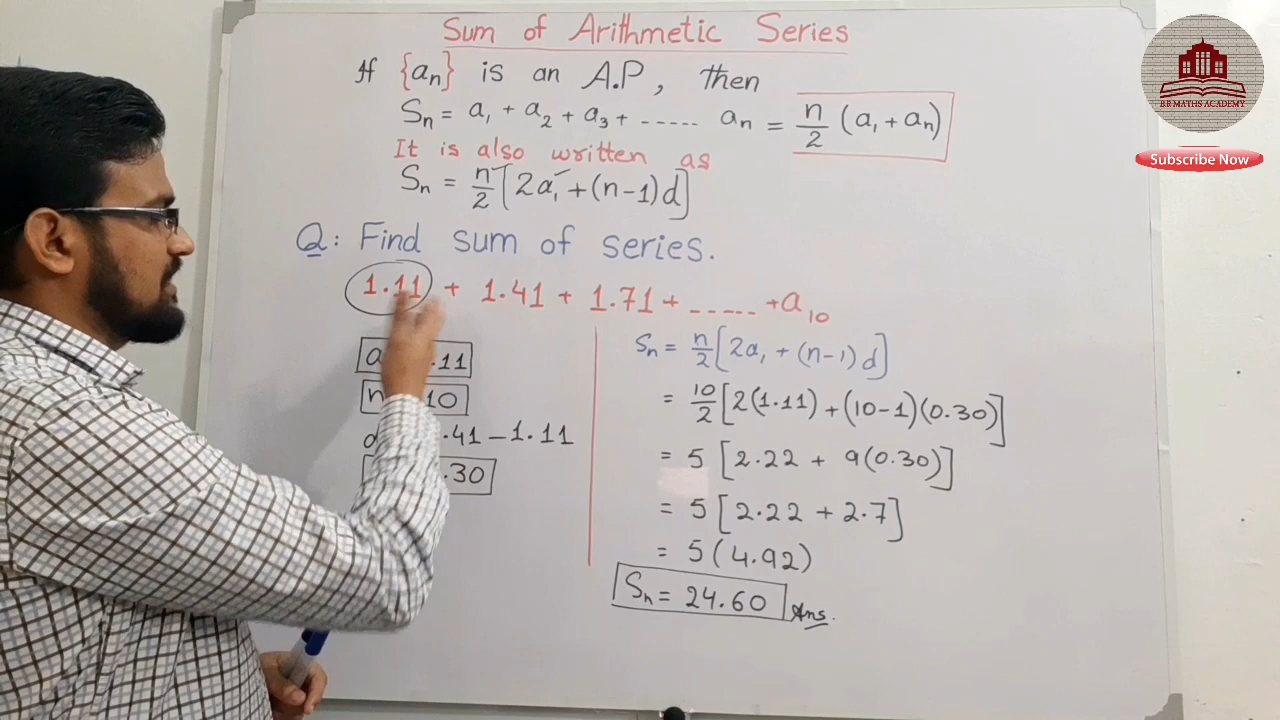 Sum of Arithmetic Series
If {aₙ} is an A.P, then
Sₙ = a₁ + a₂ + a₃ + ----- aₙ = n/2 (a₁ + aₙ)
It is also written as
Sₙ = n/2 [2a₁ + (n-1)d]
Q: Find sum of series.
1.11 + 1.41 + 1.71 + ----- + a₁₀
a .11
n 10
d .41 - 1.11
.30
Sₙ = n/2 [2a₁ + (n-1)d]
= 10/2 [2(1.11) + (10-1)(0.30)]
= 5 [2.22 + 9(0.30)]
= 5 [2.22 + 2.7]
= 5(4.92)
Sₙ = 24.60 Ans.
B.R MATHS ACADEMY
Subscribe Now